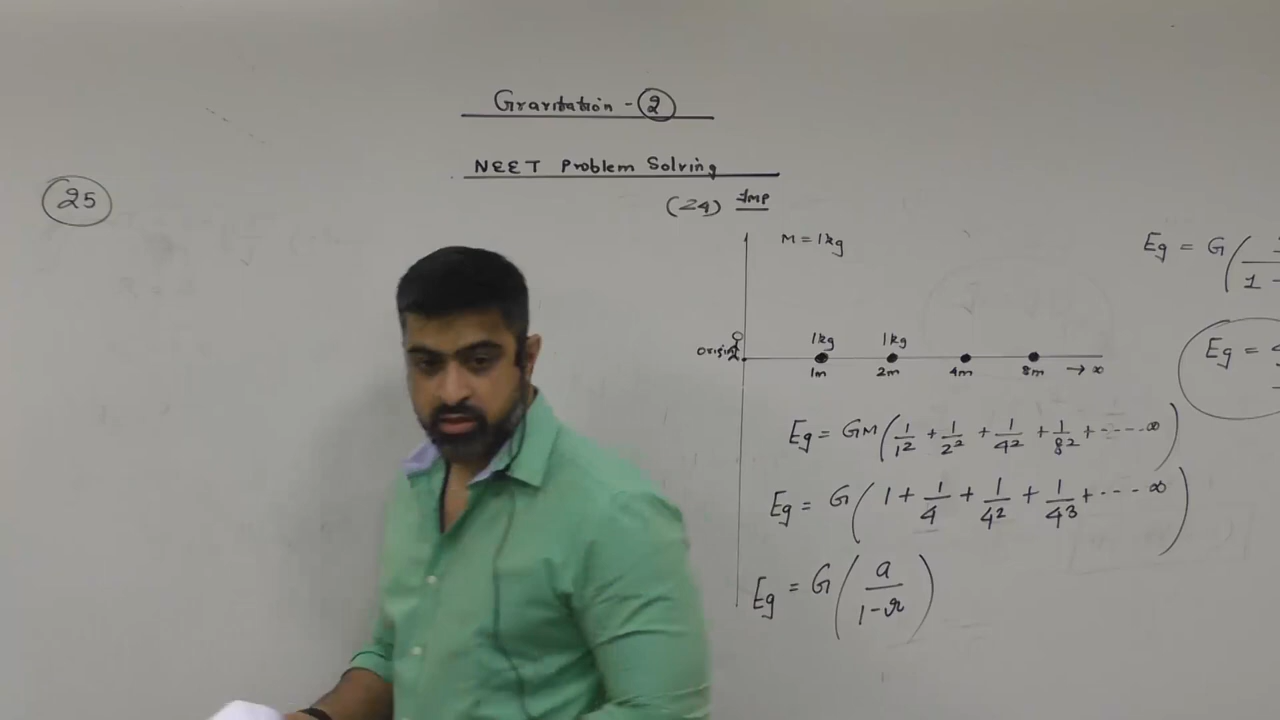 Gravitation - 2
NEET Problem Solving
25
(24) IMP
M = 1kg
Origin
1kg 1kg
1m 2m 4m 8m → ∞
Eg = GM(1/1² + 1/2² + 1/4² + 1/8² + ---- ∞)
Eg = G(1 + 1/4 + 1/4² + 1/4³ + --- ∞)
Eg = G(a/1-r)
Eg = G(
1 -
Eg =